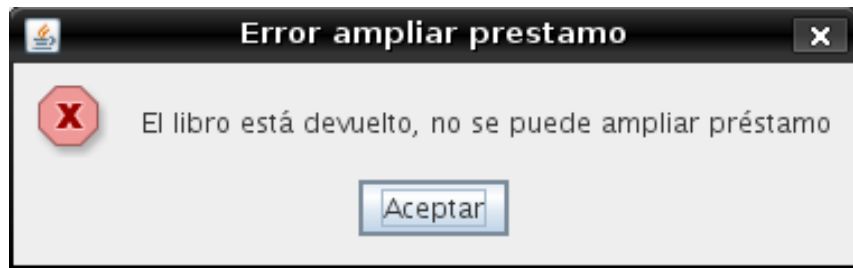 Error ampliar prestamo
El libro está devuelto, no se puede ampliar préstamo
Aceptar